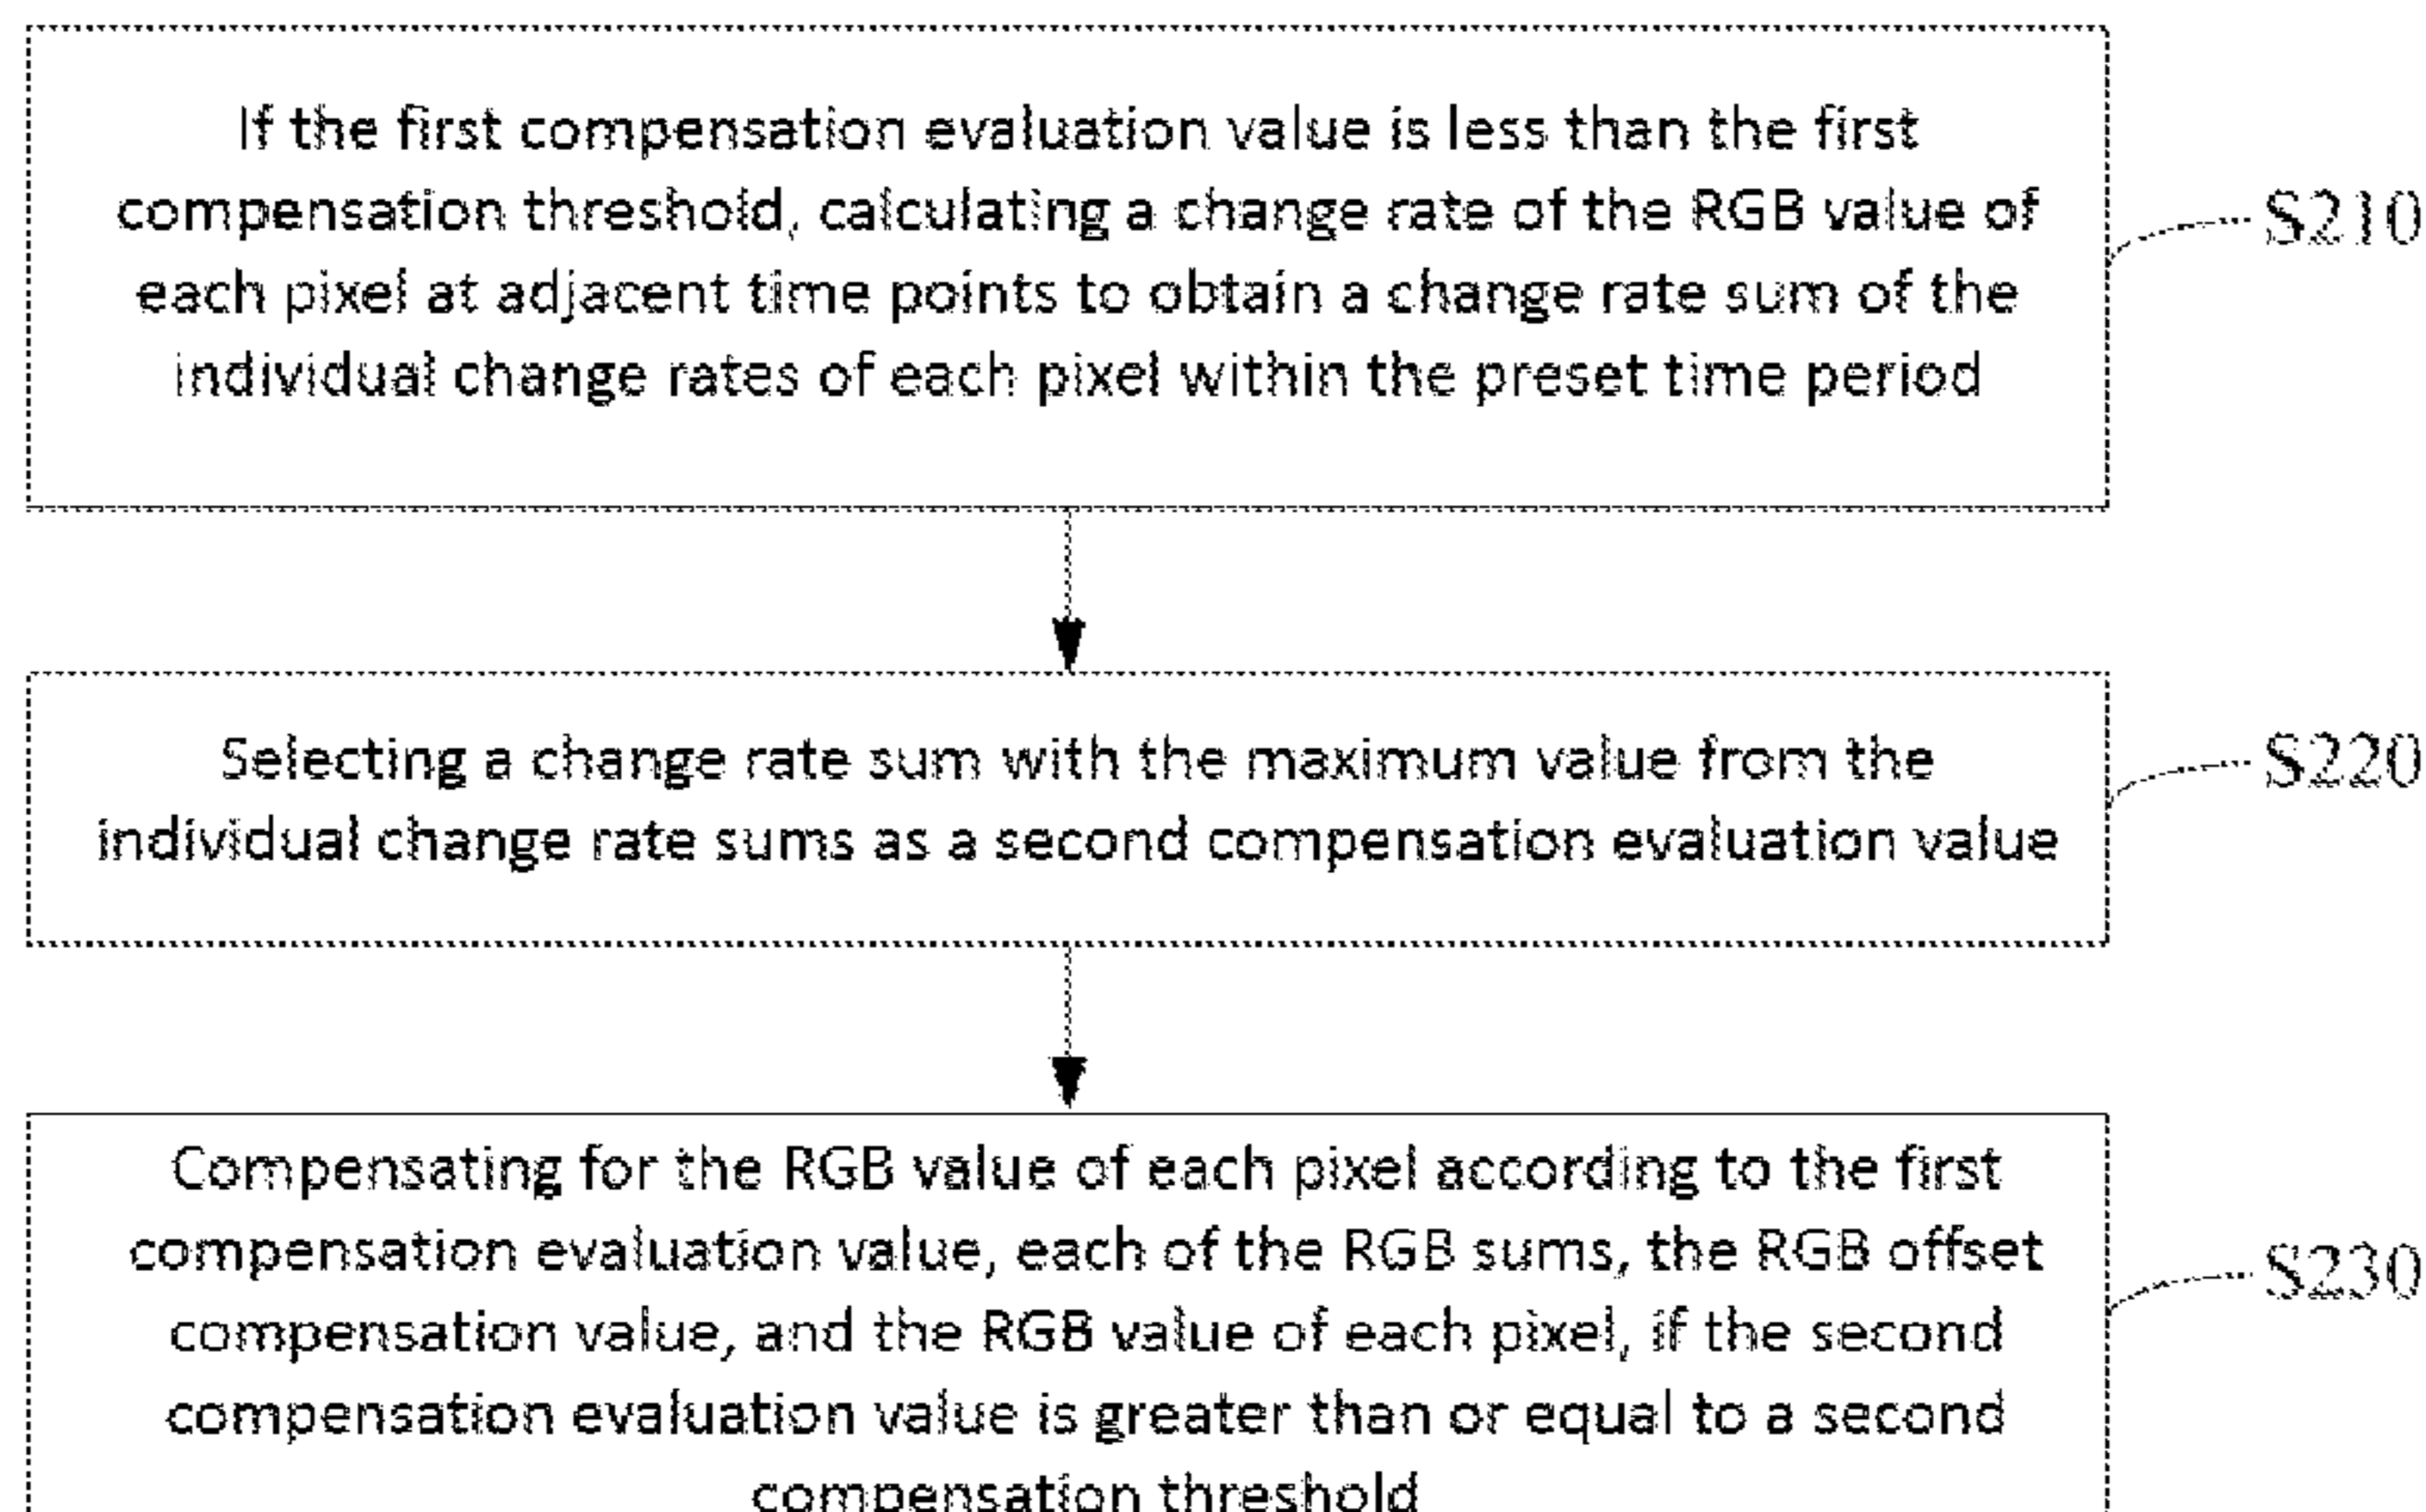 If the first compensation evaluation value is less than the first
compensation threshold, calculating a change rate of the RGB value of
each pixel at adjacent time points to obtain a change rate sum of the
individual change rates of each pixel within the preset time period
S210
Selecting a change rate sum with the maximum value from the
individual change rate sums as a second compensation evaluation value
S220
Compensating for the RGB value of each pixel according to the first
compensation evaluation value, each of the RGB sums, the RGB offset
compensation value, and the RGB value of each pixel, if the second
compensation evaluation value is greater than or equal to a second
compensation threshold
S230